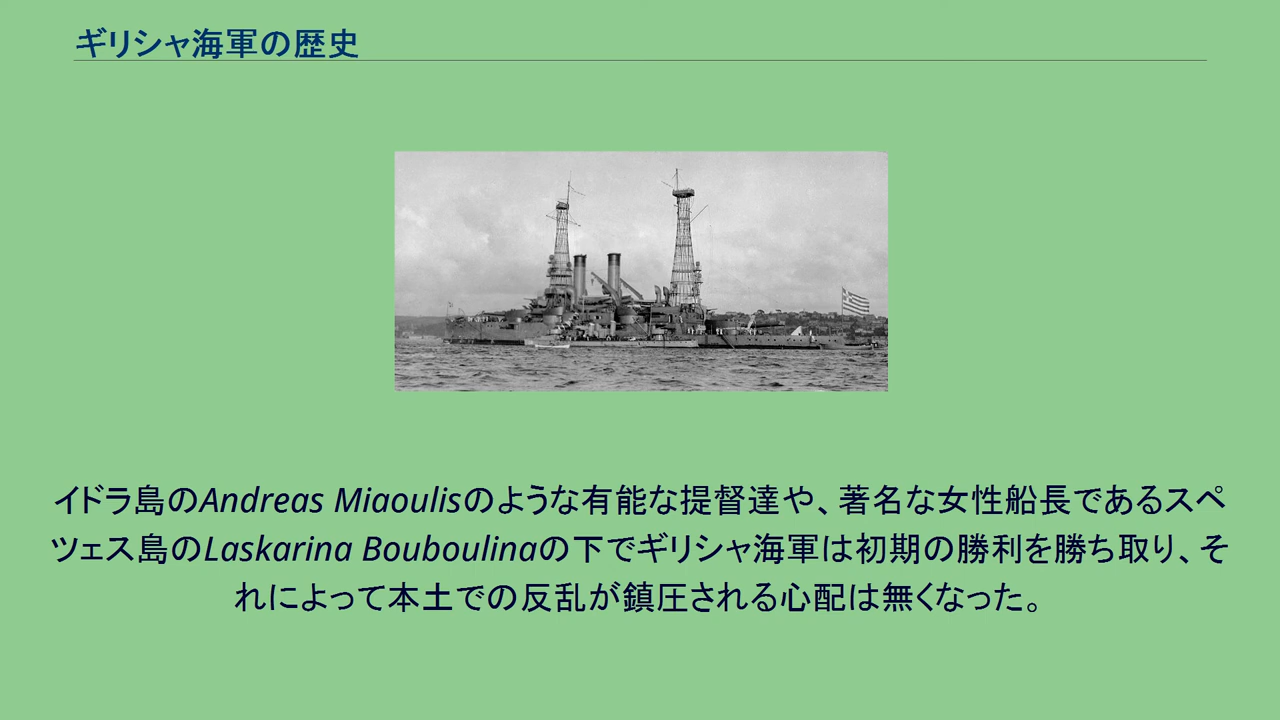 ギリシャ海軍の歴史
イドラ島のAndreas Miaoulisのような有能な提督達や、著名な女性船長であるスペ
ツェス島のLaskarina Bouboulinaの下でギリシャ海軍は初期の勝利を勝ち取り、そ
れによって本土での反乱が鎮圧される心配は無くなった。